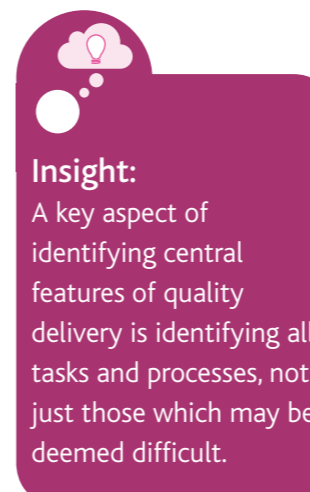 Insight:
A key aspect of
identifying central
features of quality
delivery is identifying all
tasks and processes, not
just those which may be
deemed difficult.